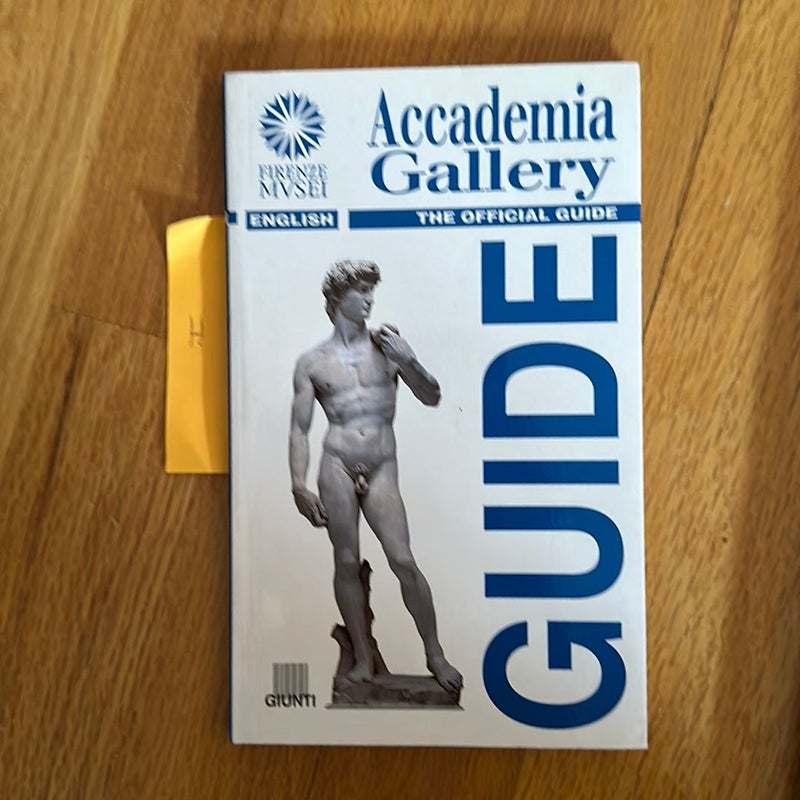 Accademia
Gallery
FIRENZE
MVSEI
ENGLISH
THE OFFICIAL GUIDE
GUIDE
GIUNTI